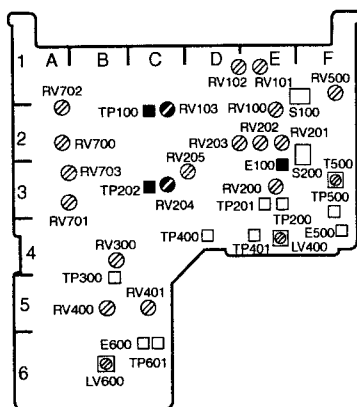 A B C D E F
1
RV702
RV102 RV101
RV500
TP100
RV103
RV100
S100
2
RV700
RV203
RV202
RV201
RV703
RV205
E100
S200
T500
TP202
RV200
3
RV701
RV204
TP201
TP200
TP500
TP400
TP401
LV400
E500
4
RV300
TP300
5
RV400
RV401
E600
TP601
6
LV600